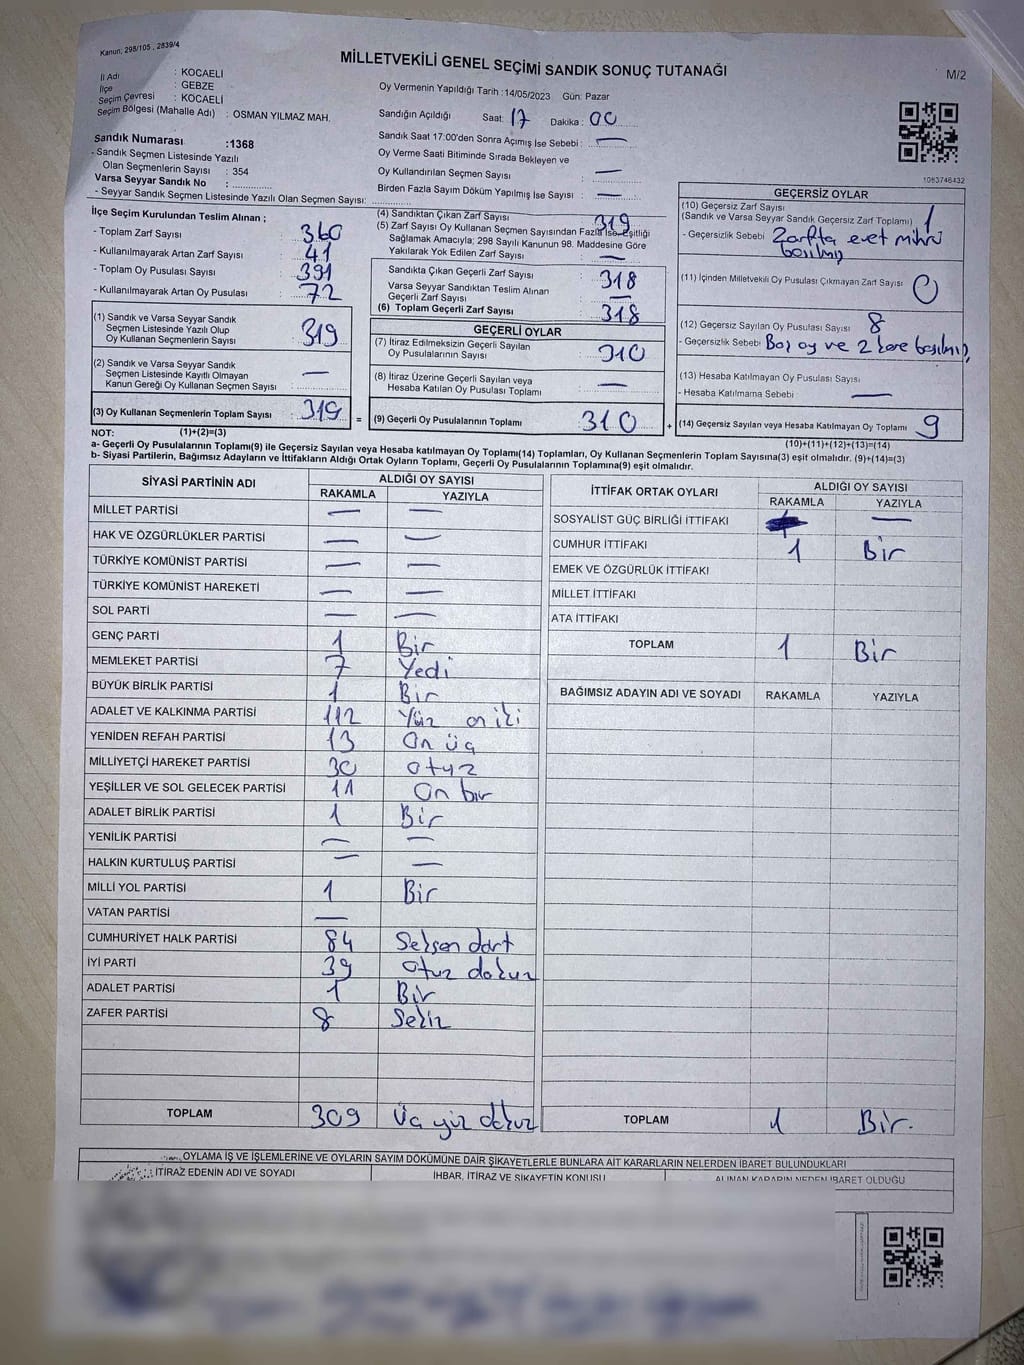 Kanun; 298/105 , 2839/4
MİLLETVEKİLİ GENEL SEÇİMİ SANDIK SONUÇ TUTANAĞI
M/2
İl Adı : KOCAELİ
İlçe : GEBZE
Seçim Çevresi : KOCAELİ
Seçim Bölgesi (Mahalle Adı) : OSMAN YILMAZ MAH.
Sandık Numarası :1368
- Sandık Seçmen Listesinde Yazılı
Olan Seçmenlerin Sayısı : 354
Varsa Seyyar Sandık No :
- Seyyar Sandık Seçmen Listesinde Yazılı Olan Seçmen Sayısı:
Oy Vermenin Yapıldığı Tarih :14/05/2023 Gün: Pazar
Sandığın Açıldığı Saat: 17 Dakika : 00
Sandık Saat 17:00'den Sonra Açımış İse Sebebi : —
Oy Verme Saati Bitiminde Sırada Bekleyen ve
Oy Kullandırılan Seçmen Sayısı —
Birden Fazla Sayım Döküm Yapılmış İse Sayısı : —
1083746432
İlçe Seçim Kurulundan Teslim Alınan ;
- Toplam Zarf Sayısı : 360
- Kullanılmayarak Artan Zarf Sayısı : 41
- Toplam Oy Pusulası Sayısı : 391
- Kullanılmayarak Artan Oy Pusulası : 72
(1) Sandık ve Varsa Seyyar Sandık
Seçmen Listesinde Yazılı Olup
Oy Kullanan Seçmenlerin Sayısı : 319
(2) Sandık ve Varsa Seyyar Sandık
Seçmen Listesinde Kayıtlı Olmayan
Kanun Gereği Oy Kullanan Seçmen Sayısı : —
(3) Oy Kullanan Seçmenlerin Toplam Sayısı : 319
(4) Sandıktan Çıkan Zarf Sayısı 319
(5) Zarf Sayısı Oy Kullanan Seçmen Sayısından Fazla İse, Eşitliği
Sağlamak Amacıyla; 298 Sayılı Kanunun 98. Maddesine Göre
Yakılarak Yok Edilen Zarf Sayısı —
Sandıkta Çıkan Geçerli Zarf Sayısı : 318
Varsa Seyyar Sandıktan Teslim Alınan
Geçerli Zarf Sayısı —
(6) Toplam Geçerli Zarf Sayısı : 318
GEÇERLİ OYLAR
(7) İtiraz Edilmeksizin Geçerli Sayılan
Oy Pusulalarının Sayısı : 310
(8) İtiraz Üzerine Geçerli Sayılan veya
Hesaba Katılan Oy Pusulası Toplamı : —
= (9) Geçerli Oy Pusulalarının Toplamı : 310 +
GEÇERSİZ OYLAR
(10) Geçersiz Zarf Sayısı
(Sandık ve Varsa Seyyar Sandık Geçersiz Zarf Toplamı) 1
- Geçersizlik Sebebi Zarfta evet mührü
basılmış
(11) İçinden Milletvekili Oy Pusulası Çıkmayan Zarf Sayısı 0
(12) Geçersiz Sayılan Oy Pusulası Sayısı 8
- Geçersizlik Sebebi Boş oy ve 2 kere basılmış
(13) Hesaba Katılmayan Oy Pusulası Sayısı
- Hesaba Katılmama Sebebi —
(14) Geçersiz Sayılan veya Hesaba Katılmayan Oy Toplamı 9
NOT: (1)+(2)=(3)
(10)+(11)+(12)+(13)=(14)
a- Geçerli Oy Pusulalarının Toplamı(9) ile Geçersiz Sayılan veya Hesaba katılmayan Oy Toplamı(14) Toplamları, Oy Kullanan Seçmenlerin Toplam Sayısına(3) eşit olmalıdır. (9)+(14)=(3)
b- Siyasi Partilerin, Bağımsız Adayların ve İttifakların Aldığı Ortak Oyların Toplamı, Geçerli Oy Pusulalarının Toplamına(9) eşit olmalıdır.
SİYASİ PARTİNİN ADI
ALDIĞI OY SAYISI
RAKAMLA YAZIYLA
MİLLET PARTİSİ — —
HAK VE ÖZGÜRLÜKLER PARTİSİ — —
TÜRKİYE KOMÜNİST PARTİSİ — —
TÜRKİYE KOMÜNİST HAREKETİ — —
SOL PARTİ — —
GENÇ PARTİ 1 Bir
MEMLEKET PARTİSİ 7 Yedi
BÜYÜK BİRLİK PARTİSİ 1 Bir
ADALET VE KALKINMA PARTİSİ 112 Yüz on iki
YENİDEN REFAH PARTİSİ 13 On üç
MİLLİYETÇİ HAREKET PARTİSİ 30 otuz
YEŞİLLER VE SOL GELECEK PARTİSİ 11 On bir
ADALET BİRLİK PARTİSİ 1 Bir
YENİLİK PARTİSİ — —
HALKIN KURTULUŞ PARTİSİ — —
MİLLİ YOL PARTİSİ 1 Bir
VATAN PARTİSİ —
CUMHURİYET HALK PARTİSİ 84 Seksen dört
İYİ PARTİ 39 otuz dokuz
ADALET PARTİSİ 1 Bir
ZAFER PARTİSİ 8 Sekiz
TOPLAM 309 Üç yüz dokuz
İTTİFAK ORTAK OYLARI
ALDIĞI OY SAYISI
RAKAMLA YAZIYLA
SOSYALİST GÜÇ BİRLİĞİ İTTİFAKI —
CUMHUR İTTİFAKI 1 Bir
EMEK VE ÖZGÜRLÜK İTTİFAKI
MİLLET İTTİFAKI
ATA İTTİFAKI
TOPLAM 1 Bir
BAĞIMSIZ ADAYIN ADI VE SOYADI RAKAMLA YAZIYLA
TOPLAM 1 Bir.
OYLAMA İŞ VE İŞLEMLERİNE VE OYLARIN SAYIM DÖKÜMÜNE DAİR ŞİKAYETLERLE BUNLARA AİT KARARLARIN NELERDEN İBARET BULUNDUKLARI
İTİRAZ EDENİN ADI VE SOYADI
İHBAR, İTİRAZ VE ŞİKAYETİN KONUSU
ALINAN KARARIN NEDEN İBARET OLDUĞU